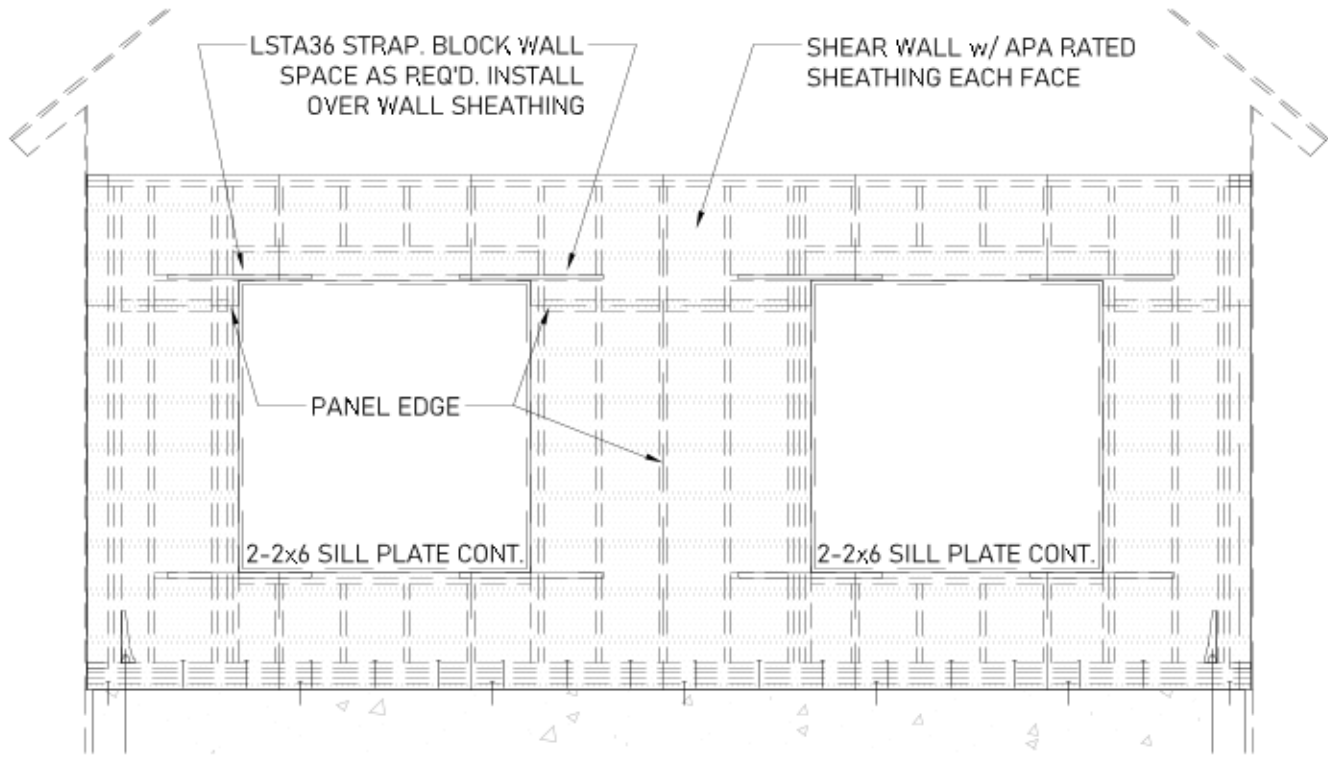 LSTA36 STRAP. BLOCK WALL
SPACE AS REQ'D. INSTALL
OVER WALL SHEATHING
SHEAR WALL w/ APA RATED
SHEATHING EACH FACE
PANEL EDGE
2-2x6 SILL PLATE CONT.
2-2x6 SILL PLATE CONT.